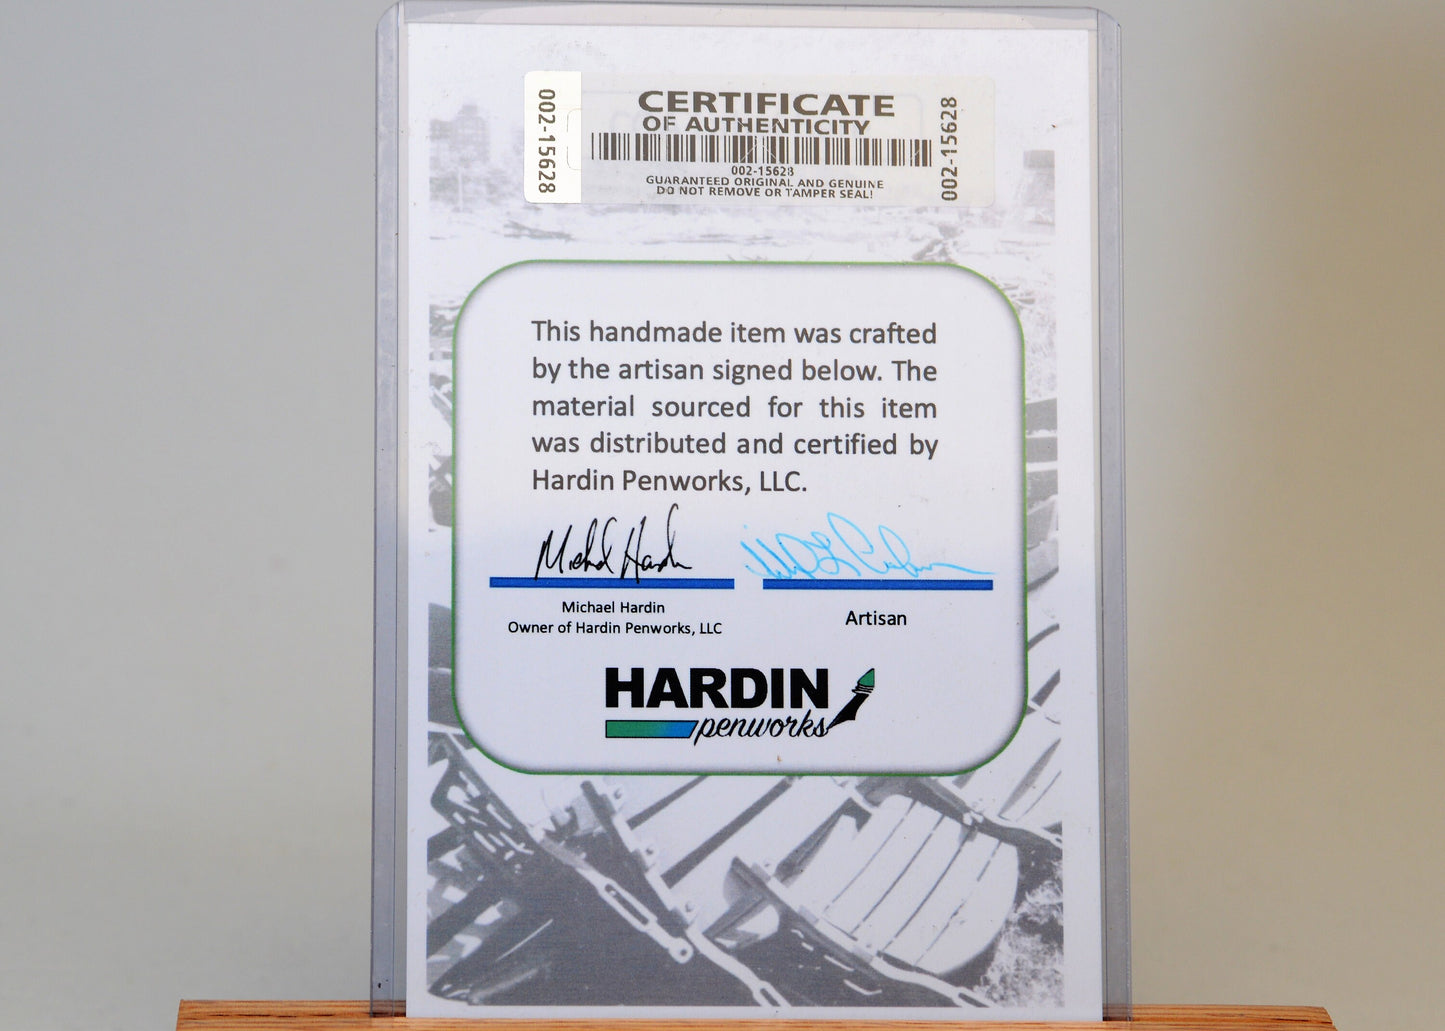 002-15628
CERTIFICATE
OF AUTHENTICITY
002-15628
GUARANTEED ORIGINAL AND GENUINE
DO NOT REMOVE OR TAMPER SEAL!
002-15628
This handmade item was crafted
by the artisan signed below. The
material sourced for this item
was distributed and certified by
Hardin Penworks, LLC.
Michael Hardin
Michael Hardin
Owner of Hardin Penworks, LLC
Artisan
HARDIN
penworks